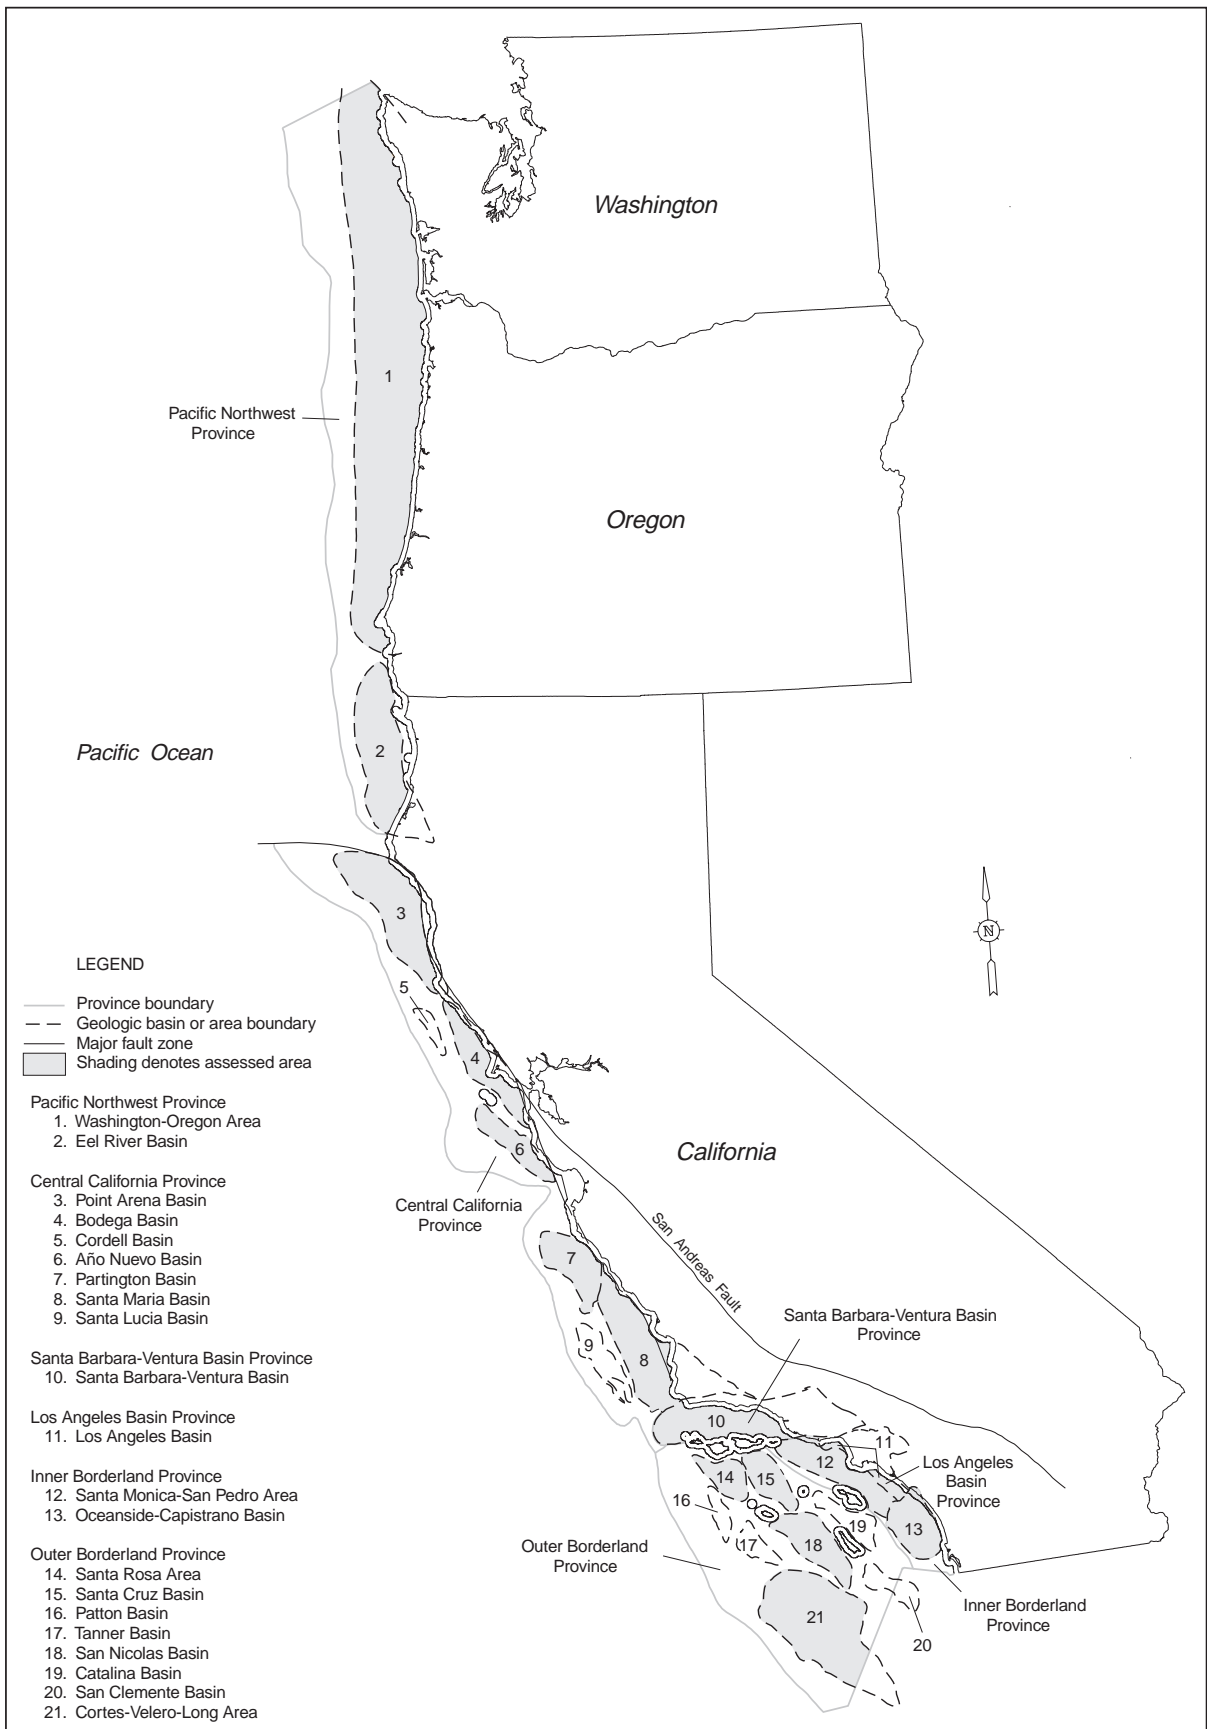 Washington
1
Pacific Northwest
Province
Oregon
Pacific Ocean
2
3
N
LEGEND
5
Province boundary
Geologic basin or area boundary
Major fault zone
Shading denotes assessed area
4
Pacific Northwest Province
1. Washington-Oregon Area
2. Eel River Basin
6
California
Central California Province
3. Point Arena Basin
4. Bodega Basin
5. Cordell Basin
6. Año Nuevo Basin
7. Partington Basin
8. Santa Maria Basin
9. Santa Lucia Basin
Central California
Province
San Andreas Fault
7
Santa Barbara-Ventura Basin
Province
9
8
Santa Barbara-Ventura Basin Province
10. Santa Barbara-Ventura Basin
10
Los Angeles Basin Province
11. Los Angeles Basin
11
12
Los Angeles
Basin
Province
Inner Borderland Province
12. Santa Monica-San Pedro Area
13. Oceanside-Capistrano Basin
14
15
16
19
13
17
18
Outer Borderland
Province
Outer Borderland Province
14. Santa Rosa Area
15. Santa Cruz Basin
16. Patton Basin
17. Tanner Basin
18. San Nicolas Basin
19. Catalina Basin
20. San Clemente Basin
21. Cortes-Velero-Long Area
Inner Borderland
Province
21
20